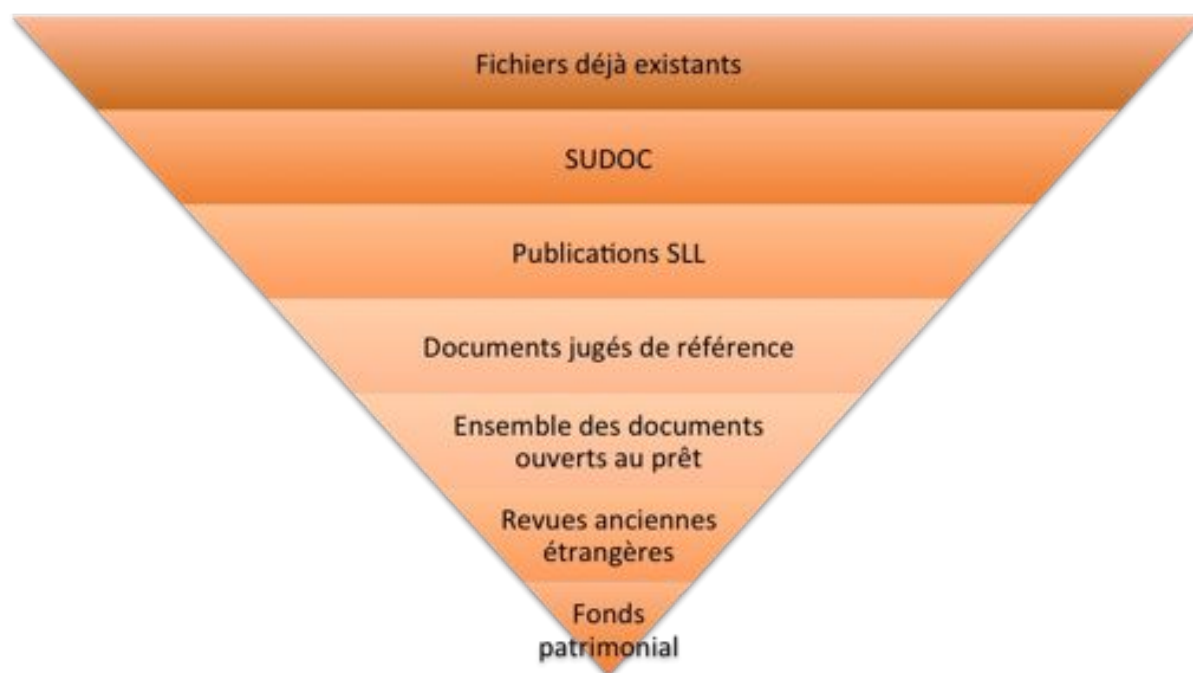 Fichiers déjà existants
SUDOC
Publications SLL
Documents jugés de référence
Ensemble des documents
ouverts au prêt
Revues anciennes
étrangères
Fonds
patrimonial